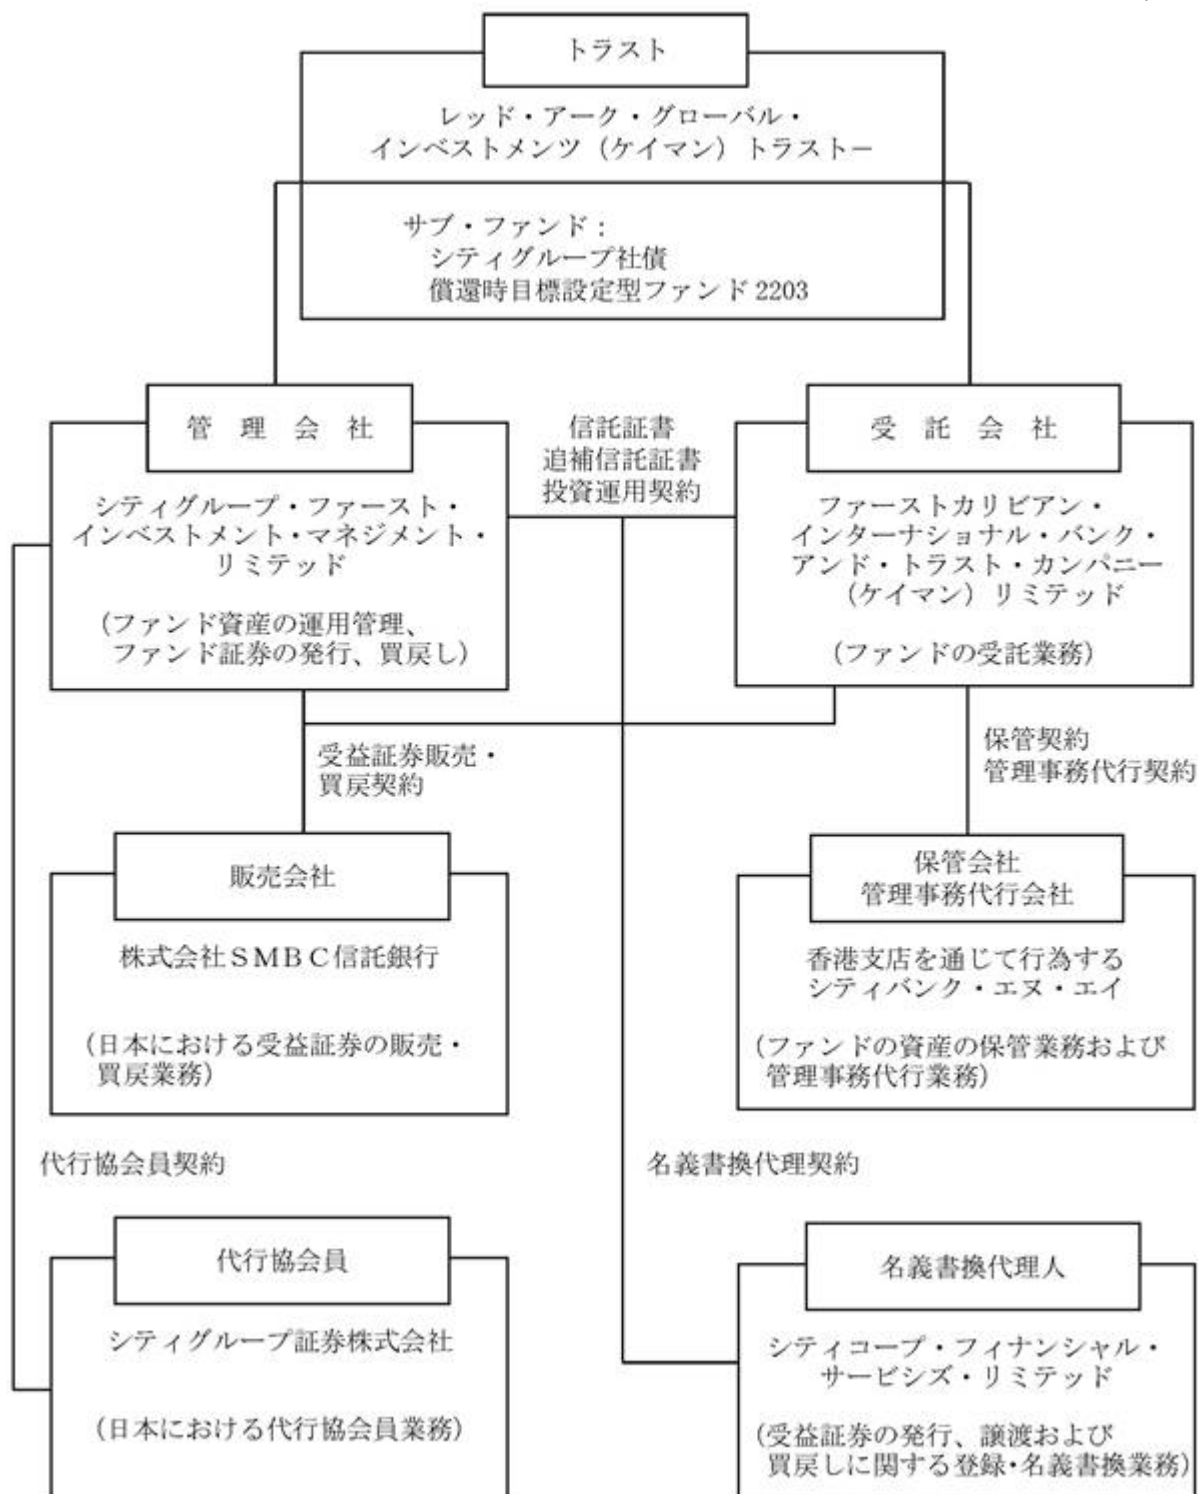 トラスト
レッド・アーク・グローバル・
インベストメンツ（ケイマン）トラスト－
サブ・ファンド：
シティグループ社債
償還時目標設定型ファンド2203
管理会社
シティグループ・ファースト・
インベストメント・マネジメント・
リミテッド
（ファンド資産の運用管理、
ファンド証券の発行、買戻し）
信託証書
追補信託証書
投資運用契約
受託会社
ファーストカリビアン・
インターナショナル・バンク・
アンド・トラスト・カンパニー
（ケイマン）リミテッド
（ファンドの受託業務）
受益証券販売・
買戻契約
保管契約
管理事務代行契約
販売会社
株式会社ＳＭＢＣ信託銀行
（日本における受益証券の販売・
買戻業務）
保管会社
管理事務代行会社
香港支店を通じて行為する
シティバンク・エヌ・エイ
（ファンドの資産の保管業務および
管理事務代行業務）
代行協会員契約
名義書換代理契約
代行協会員
シティグループ証券株式会社
（日本における代行協会員業務）
名義書換代理人
シティコープ・フィナンシャル・
サービシズ・リミテッド
（受益証券の発行、譲渡および
買戻しに関する登録・名義書換業務）